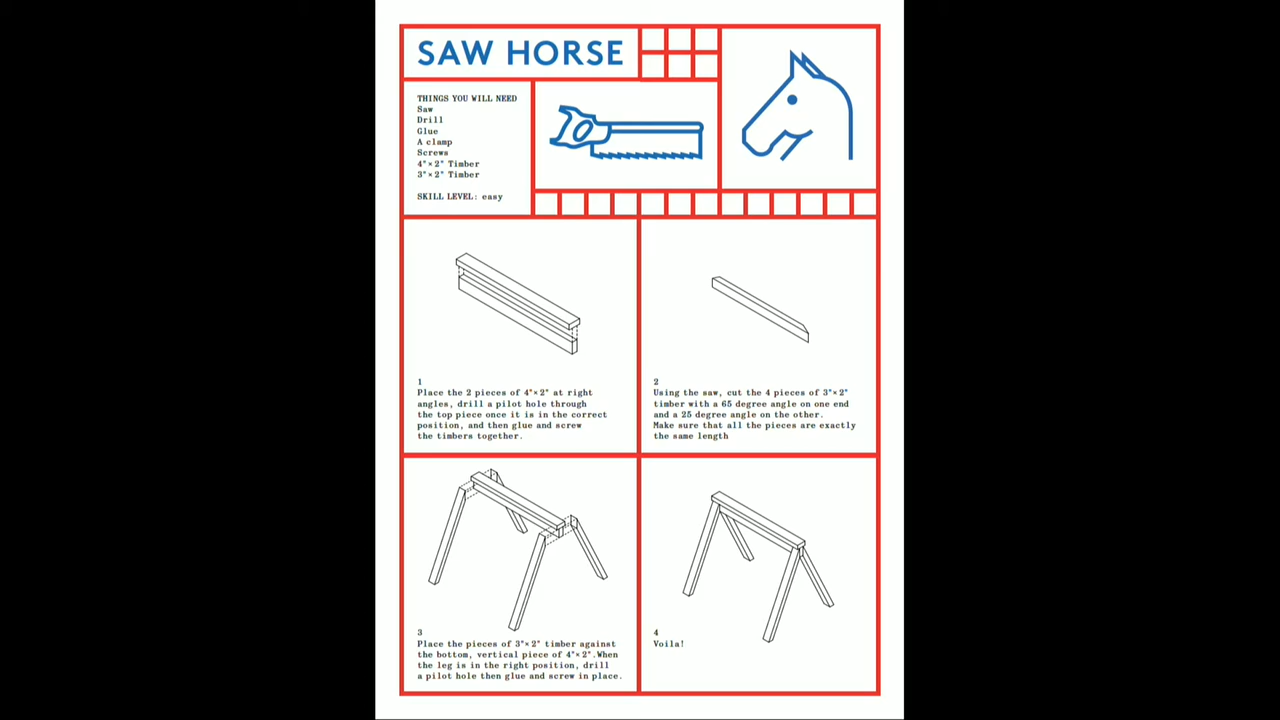 SAW HORSE
THINGS YOU WILL NEED
Saw
Drill
Glue
A clamp
Screws
4"×2" Timber
3"×2" Timber
SKILL LEVEL: easy
1
Place the 2 pieces of 4"×2" at right
angles, drill a pilot hole through
the top piece once it is in the correct
position, and then glue and screw
the timbers together.
2
Using the saw, cut the 4 pieces of 3"×2"
timber with a 65 degree angle on one end
and a 25 degree angle on the other.
Make sure that all the pieces are exactly
the same length
3
Place the pieces of 3"×2" timber against
the bottom, vertical piece of 4"×2".When
the leg is in the right position, drill
a pilot hole then glue and screw in place.
4
Voila!